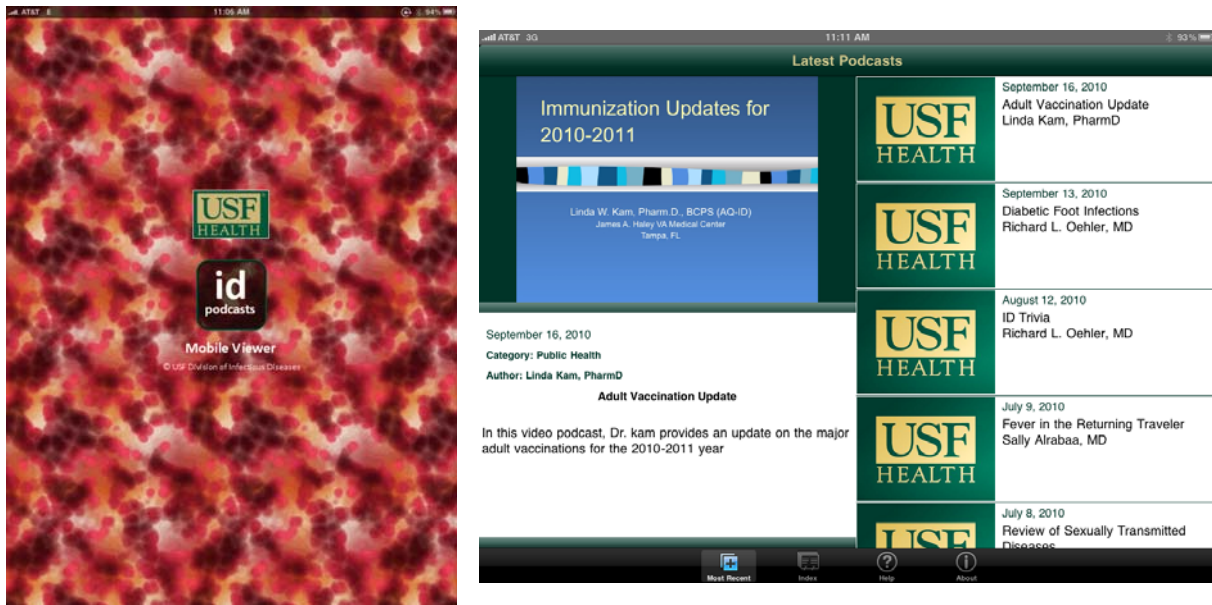 AT&T E
11:05 AM
94%
USF
HEALTH
id
podcasts
Mobile Viewer
© USF Division of Infectious Diseases
AT&T 3G
11:11 AM
93%
Latest Podcasts
Immunization Updates for
2010-2011
Linda W. Kam, Pharm.D., BCPS (AQ-ID)
James A. Haley VA Medical Center
Tampa, FL
September 16, 2010
Category: Public Health
Author: Linda Kam, PharmD
Adult Vaccination Update
In this video podcast, Dr. kam provides an update on the major
adult vaccinations for the 2010-2011 year
USF
HEALTH
September 16, 2010
Adult Vaccination Update
Linda Kam, PharmD
USF
HEALTH
September 13, 2010
Diabetic Foot Infections
Richard L. Oehler, MD
USF
HEALTH
August 12, 2010
ID Trivia
Richard L. Oehler, MD
USF
HEALTH
July 9, 2010
Fever in the Returning Traveler
Sally Alrabaa, MD
USF
July 8, 2010
Review of Sexually Transmitted
Diseases
Most Recent
Index
Help
About